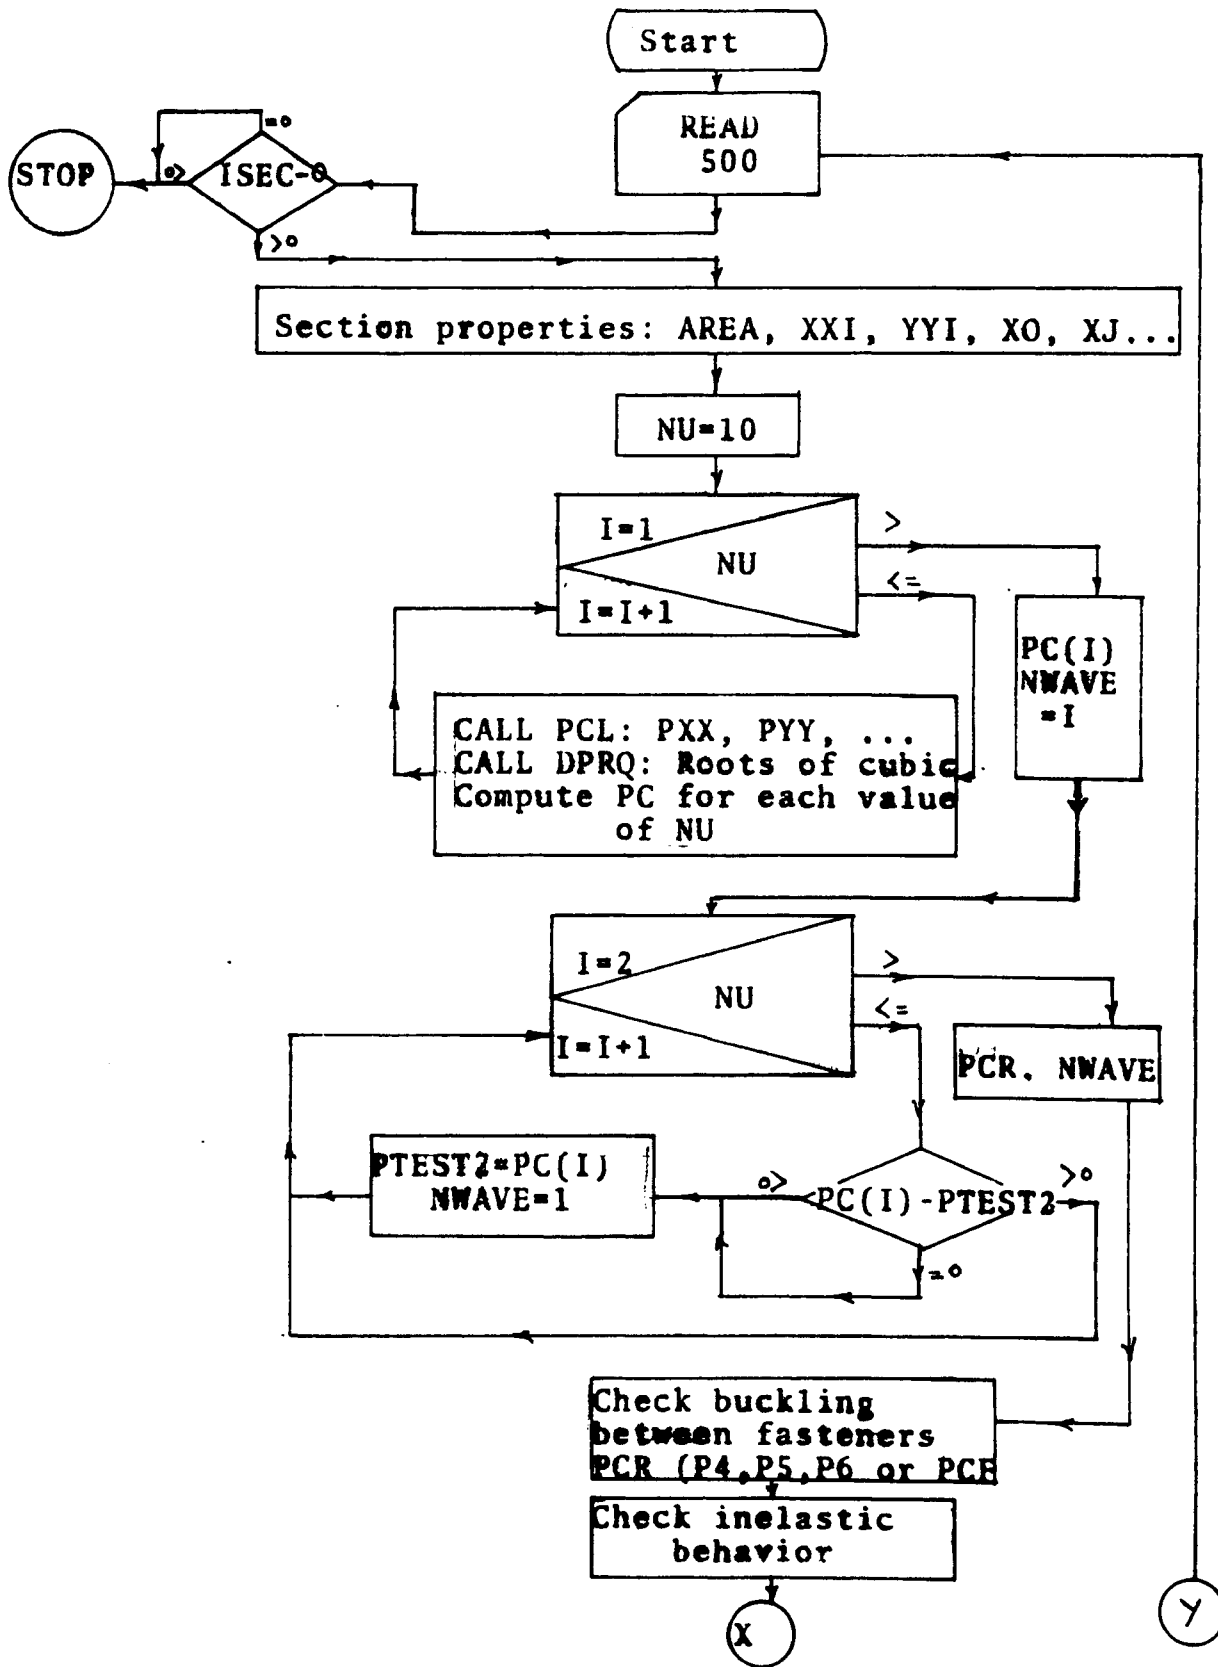 Start
READ
500
=0
STOP
0>
ISEC-0
>0
Section properties: AREA, XXI, YYI, XO, XJ...
NU=10
I=1
NU
I=I+1
>
<=
PC(I)
NWAVE
=I
CALL PCL: PXX, PYY, ...
CALL DPRQ: Roots of cubic
Compute PC for each value
of NU
I=2
NU
I=I+1
>
<=
PCR. NWAVE
PTEST2=PC(I)
NWAVE=1
0>
PC(I)-PTEST2
>0
=0
Check buckling
between fasteners
PCR (P4,P5,P6 or PCF
Check inelastic
behavior
X
Y